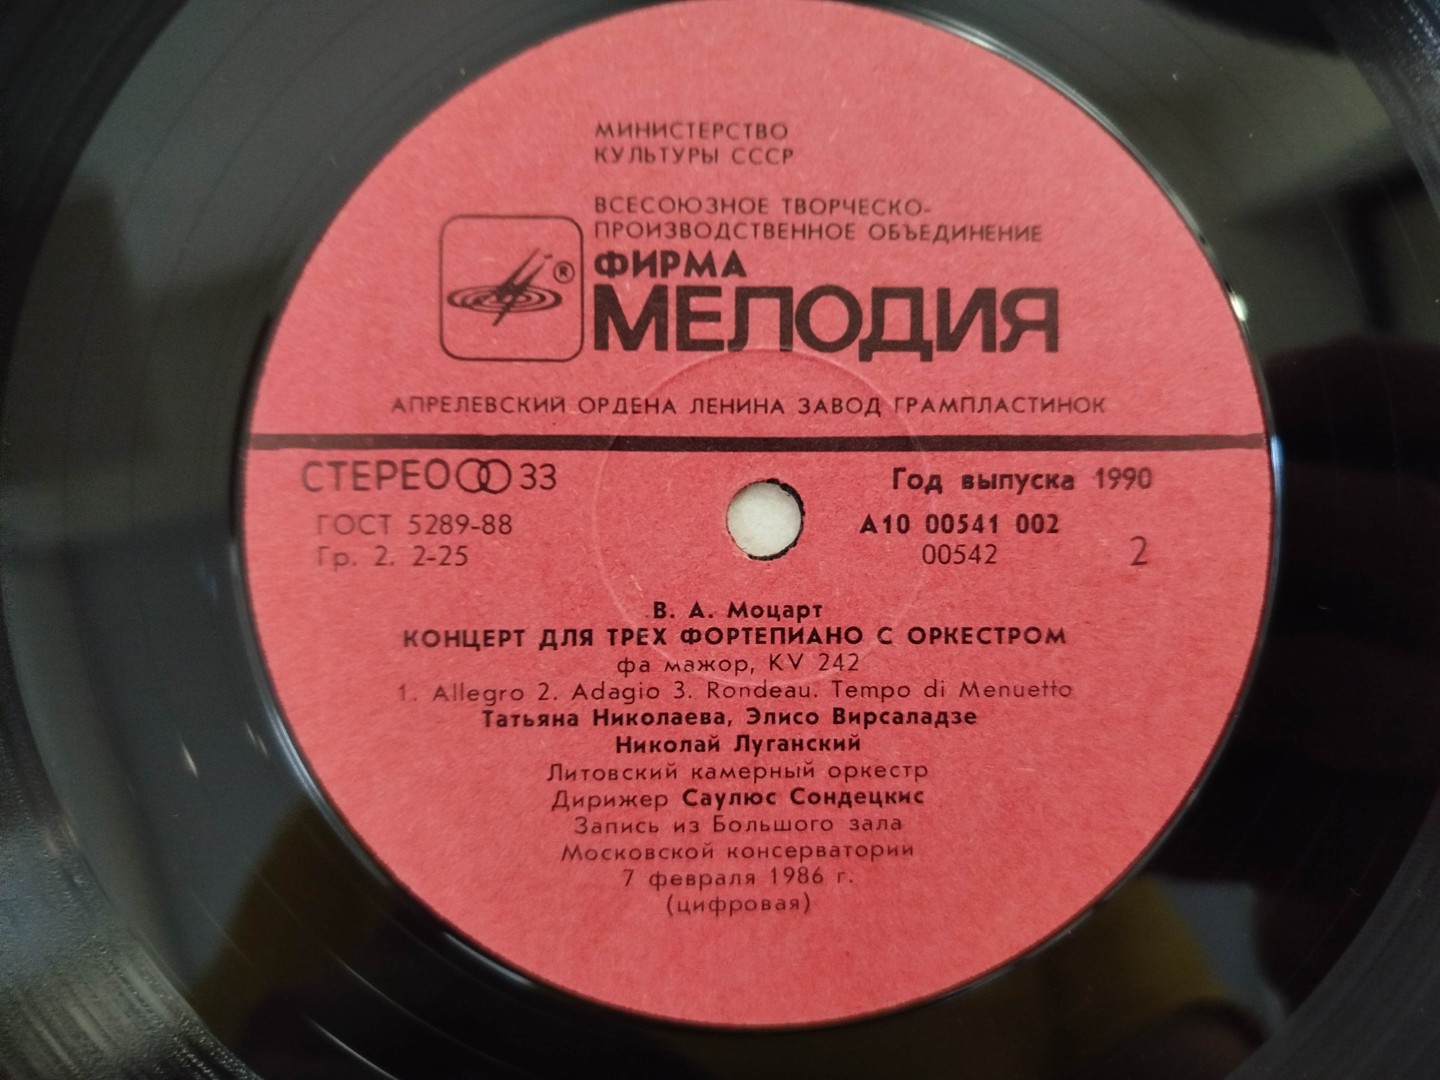 МИНИСТЕРСТВО
КУЛЬТУРЫ СССР
ВСЕСОЮЗНОЕ ТВОРЧЕСКО-
ПРОИЗВОДСТВЕННОЕ ОБЪЕДИНЕНИЕ
ФИРМА
®
МЕЛОДИЯ
АПРЕЛЕВСКИЙ ОРДЕНА ЛЕНИНА ЗАВОД ГРАМПЛАСТИНОК
СТЕРЕО 33
Год выпуска 1990
ГОСТ 5289-88
А10 00541 002
Гр. 2. 2-25
00542
2
В. А. Моцарт
КОНЦЕРТ ДЛЯ ТРЕХ ФОРТЕПИАНО С ОРКЕСТРОМ
фа мажор, KV 242
1. Allegro 2. Adagio 3. Rondeau. Tempo di Menuetto
Татьяна Николаева, Элисо Вирсаладзе
Николай Луганский
Литовский камерный оркестр
Дирижер Саулюс Сондецкис
Запись из Большого зала
Московской консерватории
7 февраля 1986 г.
(цифровая)